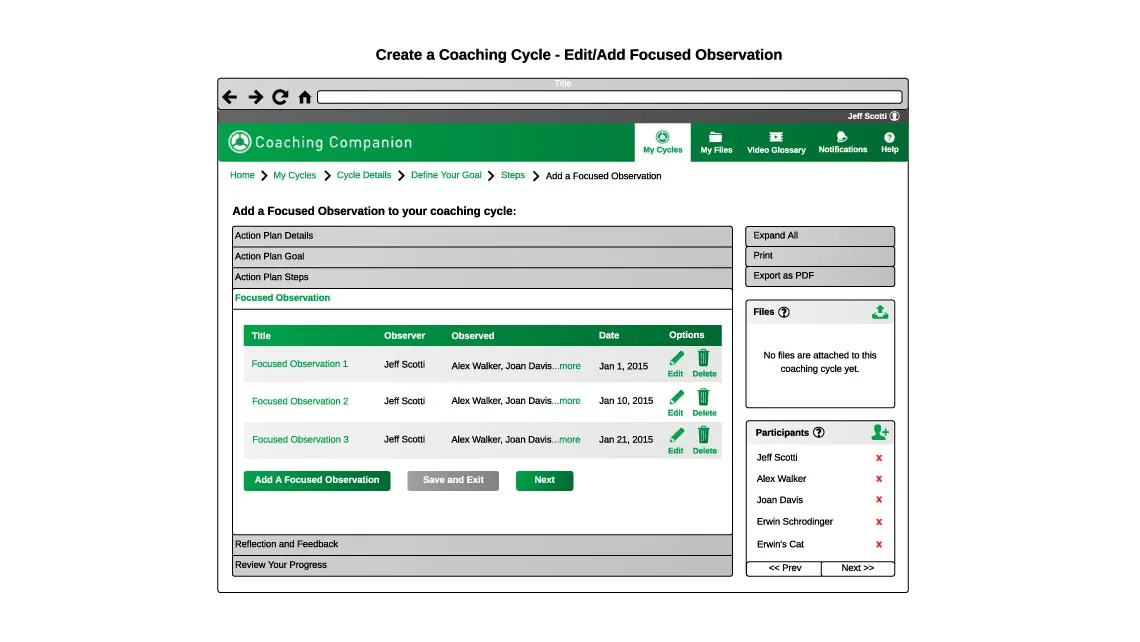 Create a Coaching Cycle - Edit/Add Focused Observation
Title
Jeff Scotti
Coaching Companion
My Cycles
My Files
Video Glossary
Notifications
Help
Home My Cycles Cycle Details Define Your Goal Steps Add a Focused Observation
Add a Focused Observation to your coaching cycle:
Action Plan Details
Action Plan Goal
Action Plan Steps
Focused Observation
Title Observer Observed Date Options
Focused Observation 1 Jeff Scotti Alex Walker, Joan Davis...more Jan 1, 2015
Edit Delete
Focused Observation 2 Jeff Scotti Alex Walker, Joan Davis...more Jan 10, 2015
Edit Delete
Focused Observation 3 Jeff Scotti Alex Walker, Joan Davis...more Jan 21, 2015
Edit Delete
Add A Focused Observation Save and Exit Next
Reflection and Feedback
Review Your Progress
Expand All
Print
Export as PDF
Files ?
No files are attached to this
coaching cycle yet.
Participants ?
Jeff Scotti x
Alex Walker x
Joan Davis x
Erwin Schrodinger x
Erwin's Cat x
<< Prev Next >>